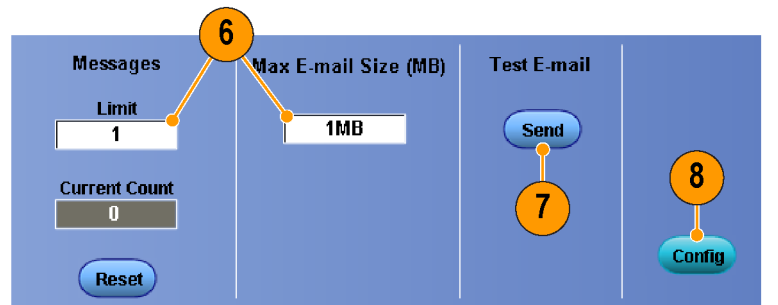 6
Messages
Max E-mail Size (MB)
Test E-mail
Limit
1
1MB
Send
Current Count
0
7
8
Reset
Config